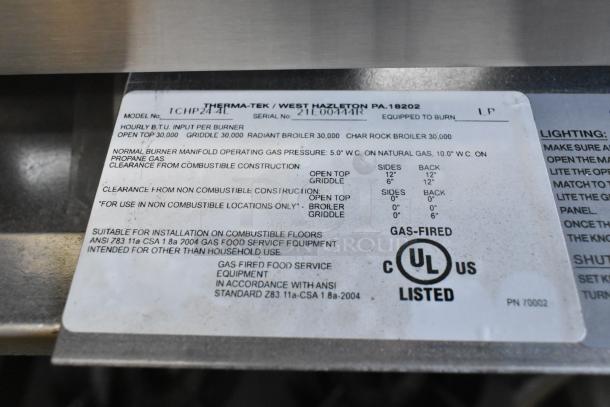 THERMA-TEK / WEST HAZLETON PA.18202
MODEL No. TCHP24-4L SERIAL No. 21L00444R EQUIPPED TO BURN LP
HOURLY B.T.U. INPUT PER BURNER
OPEN TOP 30,000 GRIDDLE 30,000 RADIANT BROILER 30,000 CHAR ROCK BROILER 30,000
NORMAL BURNER MANIFOLD OPERATING GAS PRESSURE: 5.0" W.C. ON NATURAL GAS, 10.0" W.C. ON
PROPANE GAS.
CLEARANCE FROM COMBUSTIBLE CONSTRUCTION: SIDES BACK
OPEN TOP 12" 12"
GRIDDLE 6" 12"
CLEARANCE FROM NON COMBUSTIBLE CONSTRUCTION: SIDES BACK
OPEN TOP 0" 0"
"FOR USE IN NON COMBUSTIBLE LOCATIONS ONLY" - BROILER 0" 0"
GRIDDLE 0" 6"
SUITABLE FOR INSTALLATION ON COMBUSTIBLE FLOORS
ANSI Z83.11a CSA 1.8a 2004 GAS FOOD SERVICE EQUIPMENT
INTENDED FOR OTHER THAN HOUSEHOLD USE.
GAS FIRED FOOD SERVICE
EQUIPMENT
IN ACCORDANCE WITH ANSI
STANDARD Z83.11a-CSA 1.8a-2004
GAS-FIRED
C UL US
LISTED
PN 70002
LIGHTING:
MAKE SURE A
OPEN THE MA
LITE THE OPE
MATCH TO T
LITE THE G
PANEL.
ONCE TH
THE KNO
SHUT
SET K
TURN